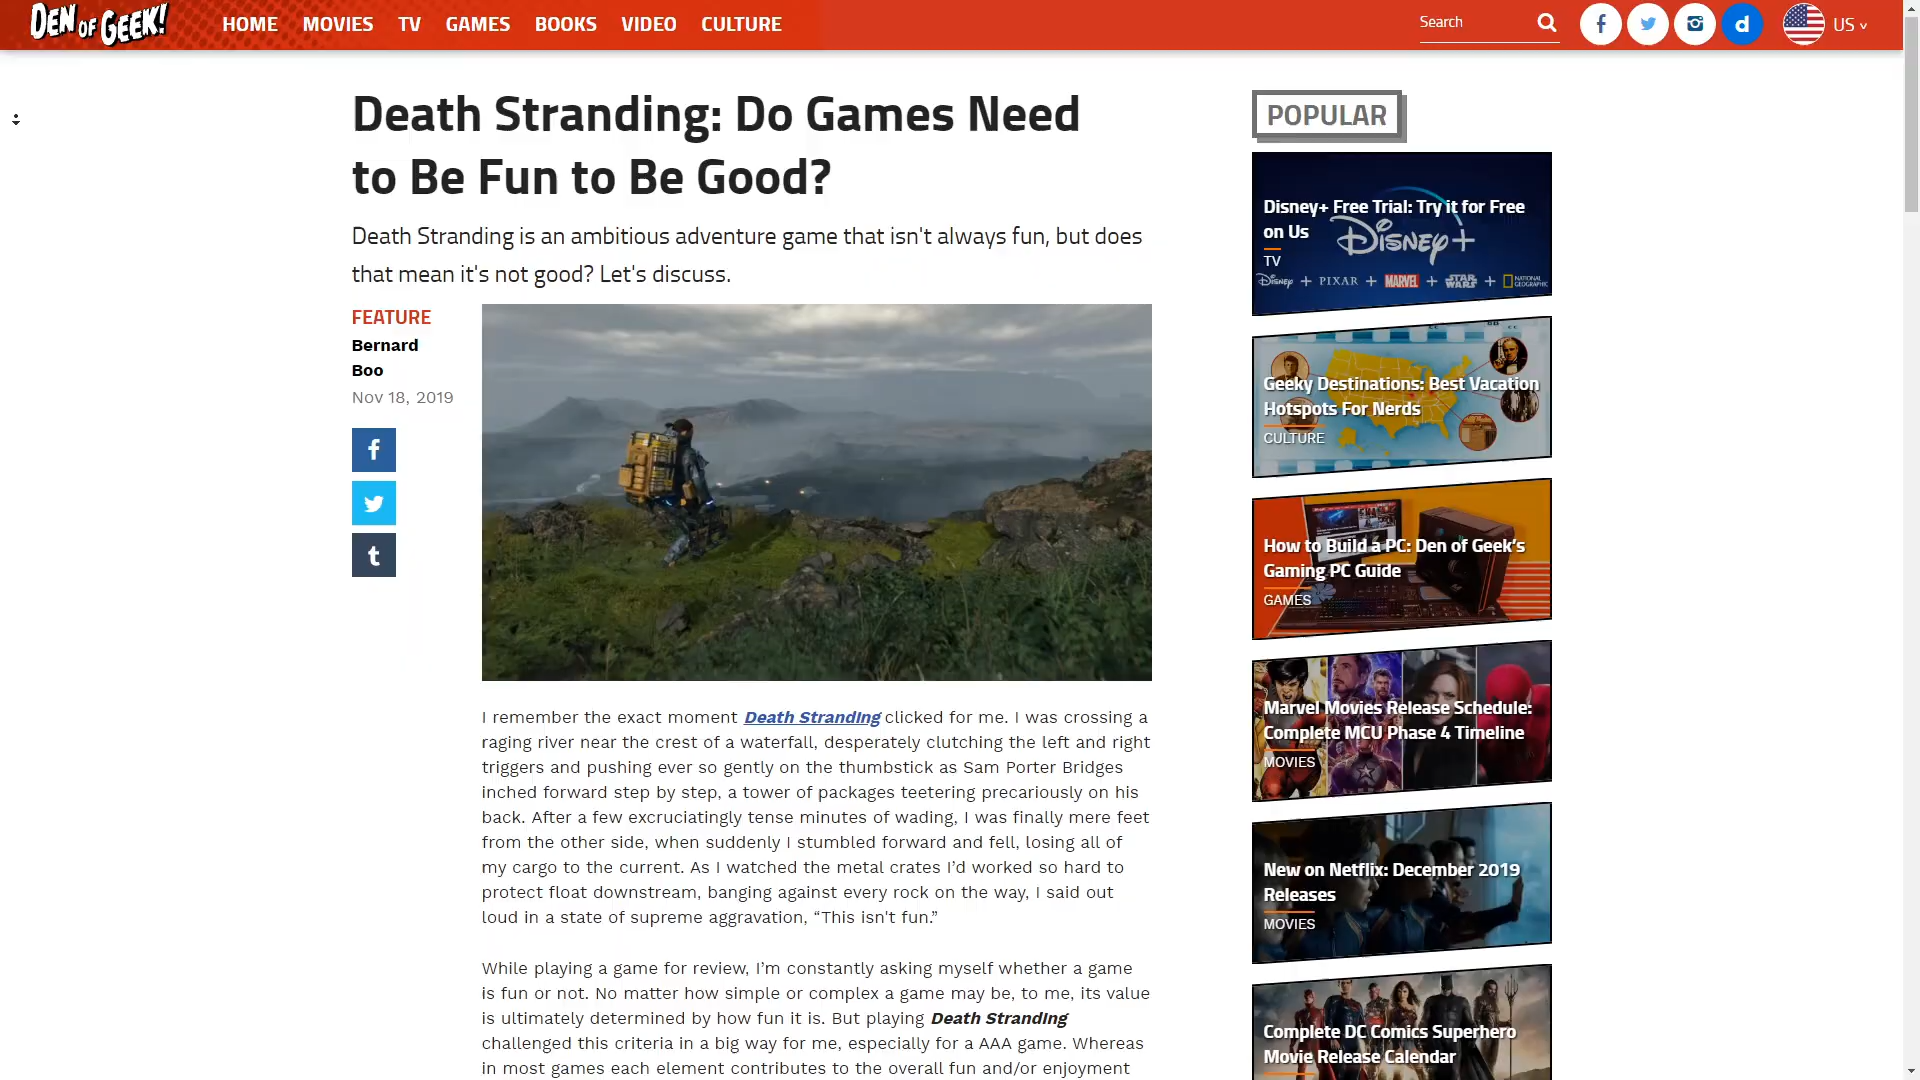 DEN OF GEEK!
HOME MOVIES TV GAMES BOOKS VIDEO CULTURE
Search
US
Death Stranding: Do Games Need
to Be Fun to Be Good?
Death Stranding is an ambitious adventure game that isn't always fun, but does
that mean it's not good? Let's discuss.
FEATURE
Bernard
Boo
Nov 18, 2019
I remember the exact moment Death Stranding clicked for me. I was crossing a
raging river near the crest of a waterfall, desperately clutching the left and right
triggers and pushing ever so gently on the thumbstick as Sam Porter Bridges
inched forward step by step, a tower of packages teetering precariously on his
back. After a few excruciatingly tense minutes of wading, I was finally mere feet
from the other side, when suddenly I stumbled forward and fell, losing all of
my cargo to the current. As I watched the metal crates I’d worked so hard to
protect float downstream, banging against every rock on the way, I said out
loud in a state of supreme aggravation, “This isn't fun.”
While playing a game for review, I’m constantly asking myself whether a game
is fun or not. No matter how simple or complex a game may be, to me, its value
is ultimately determined by how fun it is. But playing Death Stranding
challenged this criteria in a big way for me, especially for a AAA game. Whereas
in most games each element contributes to the overall fun and/or enjoyment
POPULAR
Disney+ Free Trial: Try it for Free
on Us
Disney+
TV
Disney + PIXAR + MARVEL + STAR WARS + NATIONAL GEOGRAPHIC
Geeky Destinations: Best Vacation
Hotspots For Nerds
CULTURE
How to Build a PC: Den of Geek’s
Gaming PC Guide
GAMES
Marvel Movies Release Schedule:
Complete MCU Phase 4 Timeline
MOVIES
New on Netflix: December 2019
Releases
MOVIES
Complete DC Comics Superhero
Movie Release Calendar